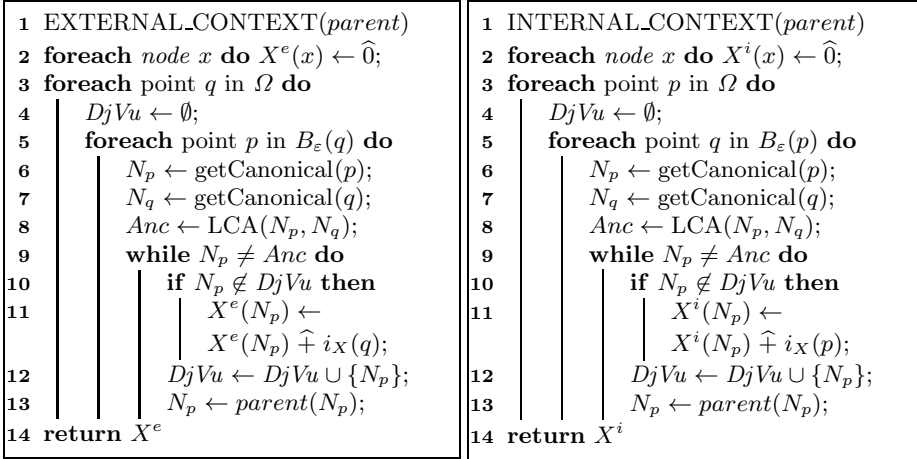 1 EXTERNAL_CONTEXT(parent)
2 foreach node x do X^e(x) ← 0̂;
3 foreach point q in Ω do
4 DjVu ← ∅;
5 foreach point p in B_ε(q) do
6 N_p ← getCanonical(p);
7 N_q ← getCanonical(q);
8 Anc ← LCA(N_p, N_q);
9 while N_p ≠ Anc do
10 if N_p ∉ DjVu then
11 X^e(N_p) ←
X^e(N_p) +̂ i_X(q);
12 DjVu ← DjVu ∪ {N_p};
13 N_p ← parent(N_p);
14 return X^e
1 INTERNAL_CONTEXT(parent)
2 foreach node x do X^i(x) ← 0̂;
3 foreach point p in Ω do
4 DjVu ← ∅;
5 foreach point q in B_ε(p) do
6 N_p ← getCanonical(p);
7 N_q ← getCanonical(q);
8 Anc ← LCA(N_p, N_q);
9 while N_p ≠ Anc do
10 if N_p ∉ DjVu then
11 X^i(N_p) ←
X^i(N_p) +̂ i_X(p);
12 DjVu ← DjVu ∪ {N_p};
13 N_p ← parent(N_p);
14 return X^i